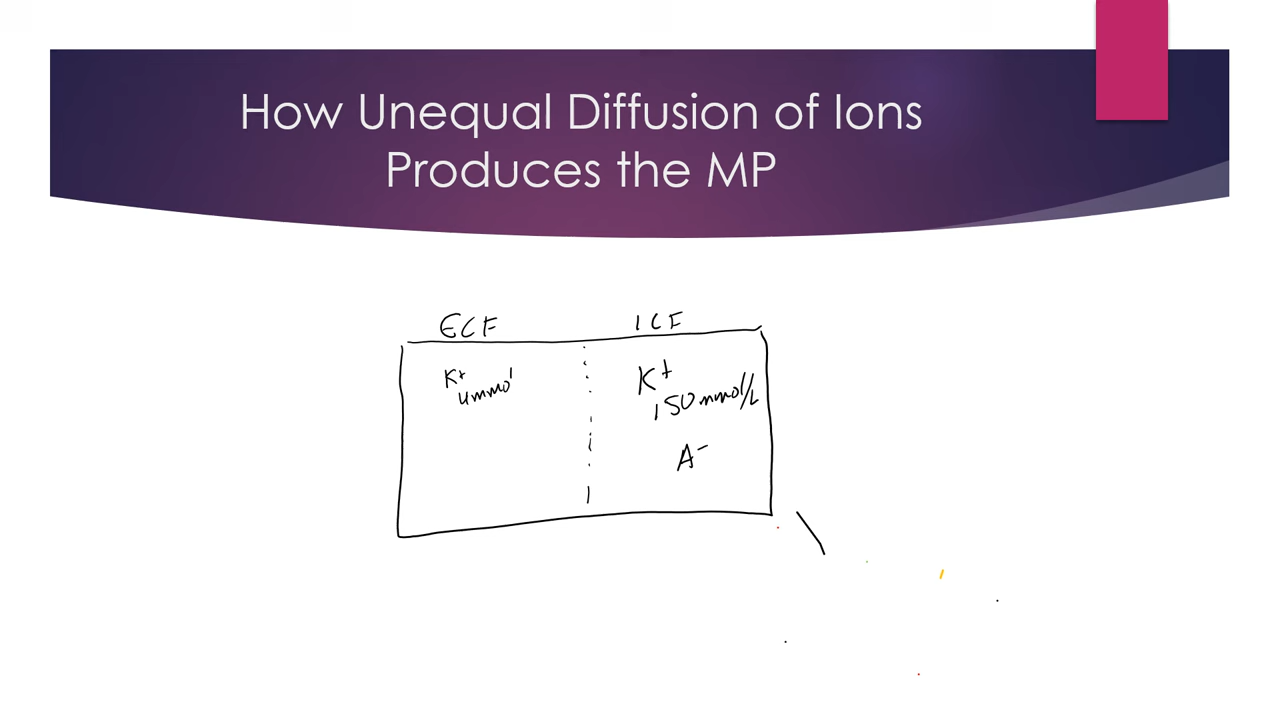 How Unequal Diffusion of Ions
Produces the MP
ECF
ICF
K+
4mmol
K+
150mmol/L
A-